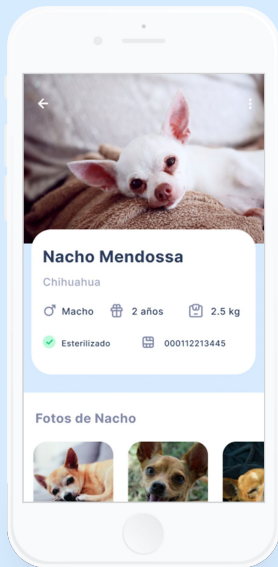 Nacho Mendossa
Chihuahua
Macho 2 años 2.5 kg
Esterilizado 000112213445
Fotos de Nacho